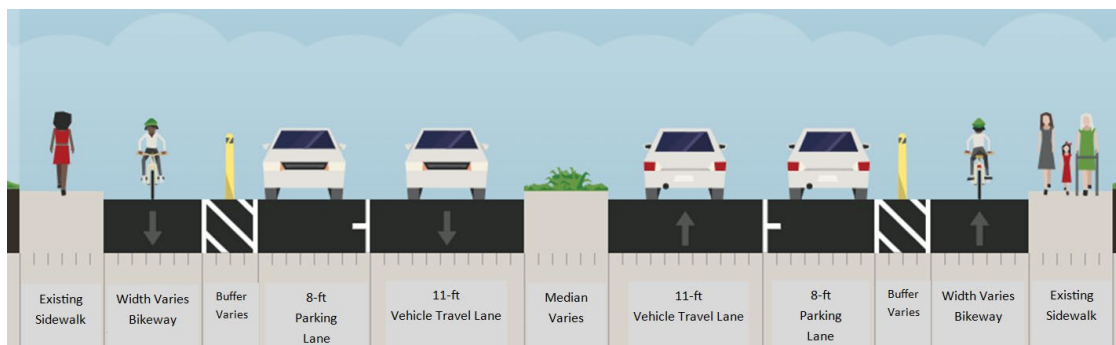 Existing
Sidewalk
Width Varies
Bikeway
Buffer
Varies
8-ft
Parking
Lane
11-ft
Vehicle Travel Lane
Median
Varies
11-ft
Vehicle Travel Lane
8-ft
Parking
Lane
Buffer
Varies
Width Varies
Bikeway
Existing
Sidewalk